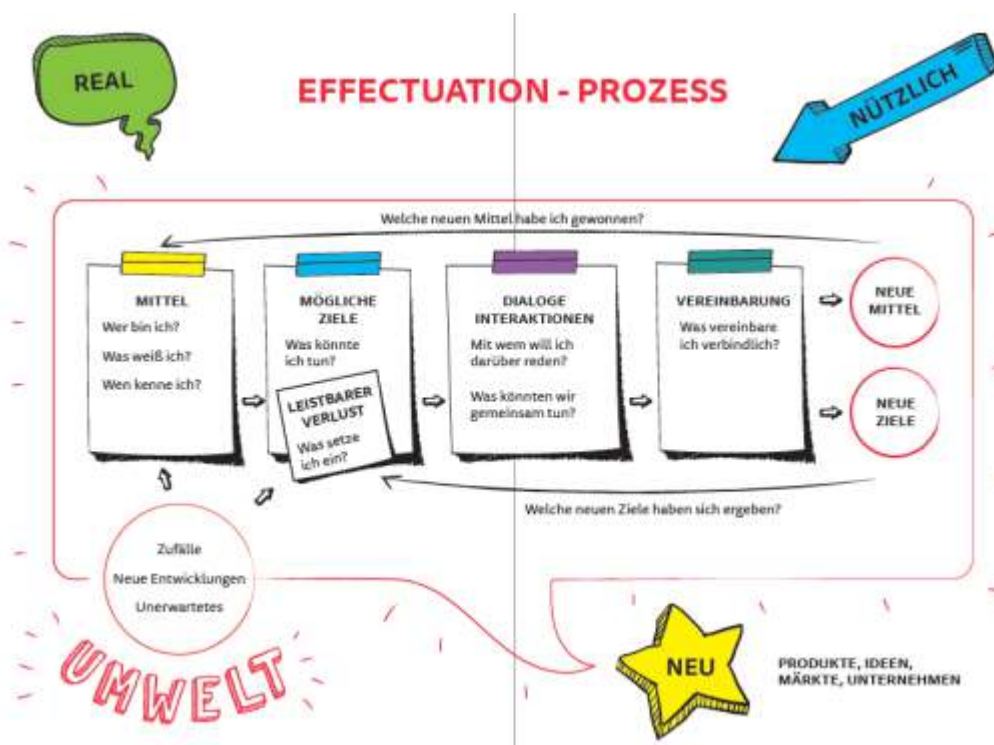 REAL
EFFECTUATION - PROZESS
NÜTZLICH
Welche neuen Mittel habe ich gewonnen?
MITTEL
Wer bin ich?
Was weiß ich?
Wen kenne ich?
MÖGLICHE
ZIELE
Was könnte
ich tun?
LEISTBARER
VERLUST
Was setze
ich ein?
DIALOGE
INTERAKTIONEN
Mit wem will ich
darüber reden?
Was könnten wir
gemeinsam tun?
VEREINBARUNG
Was vereinbare
ich verbindlich?
NEUE
MITTEL
NEUE
ZIELE
Welche neuen Ziele haben sich ergeben?
Zufälle
Neue Entwicklungen
Unerwartetes
UMWELT
NEU
PRODUKTE, IDEEN,
MÄRKTE, UNTERNEHMEN